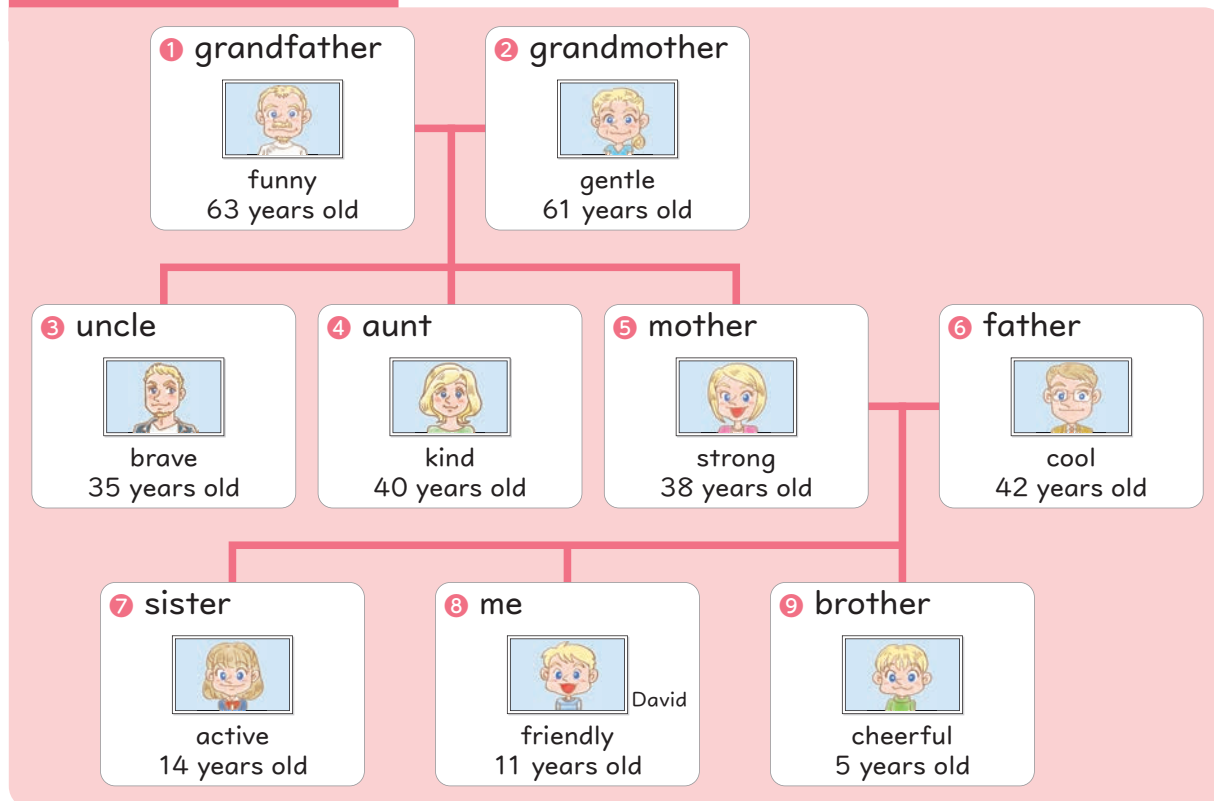 1 grandfather
funny
63 years old
2 grandmother
gentle
61 years old
3 uncle
brave
35 years old
4 aunt
kind
40 years old
5 mother
strong
38 years old
6 father
cool
42 years old
7 sister
active
14 years old
8 me
David
friendly
11 years old
9 brother
cheerful
5 years old